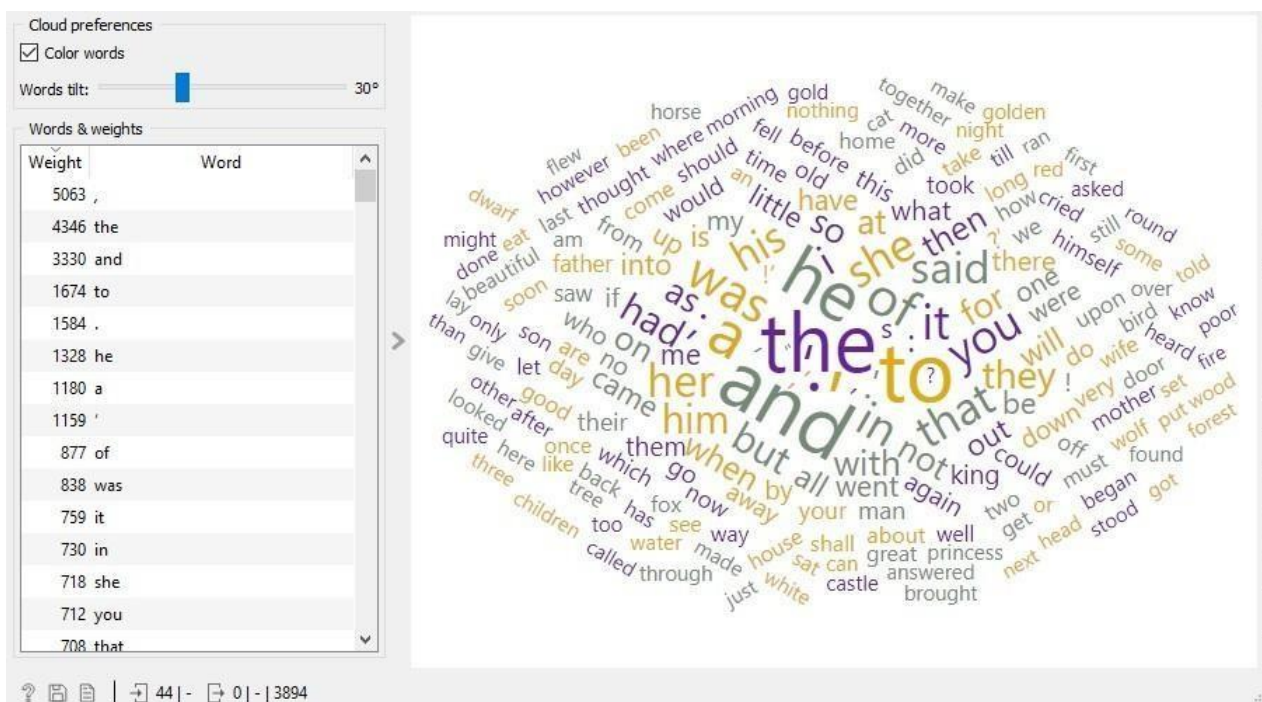 Cloud preferences
Color words
Words tilt: 30°
Words & weights
Weight Word
5063 ,
4346 the
3330 and
1674 to
1584 .
1328 he
1180 a
1159 '
877 of
838 was
759 it
730 in
718 she
712 you
708 that
44 | - 0 | - | 3894
horse
morning
gold
nothing
together
make
golden
flew
however
been
where
thought
last
should
fell
before
this
cat
home
more
did
night
take
till
ran
first
dwarf
eat
come
would
an
time
old
little
have
took
long
red
asked
might
done
am
from
up
is
my
his
so
at
what
then
how
cried
round
beautiful
lay
soon
father
into
was
i
she
said
there
?'
we
himself
still
some
told
saw
if
as
.
!'
he
of
it
for
one
were
upon
over
bird
know
poor
than
only
son
who
on
had
,
a
the
s
:
you
will
do
wife
heard
fire
give
let
are
no
me
her
and
to
?
they
!
very
door
mother
set
wood
put
other
day
came
him
'
in
that
be
down
off
wolf
forest
looked
after
good
their
but
with
not
out
could
must
found
quite
once
them
when
all
went
king
again
here
like
which
go
by
two
or
began
got
three
back
now
away
your
man
get
head
stood
children
tree
has
fox
see
way
house
shall
about
well
next
too
water
made
sat
can
great
princess
called
through
castle
answered
just
white
brought